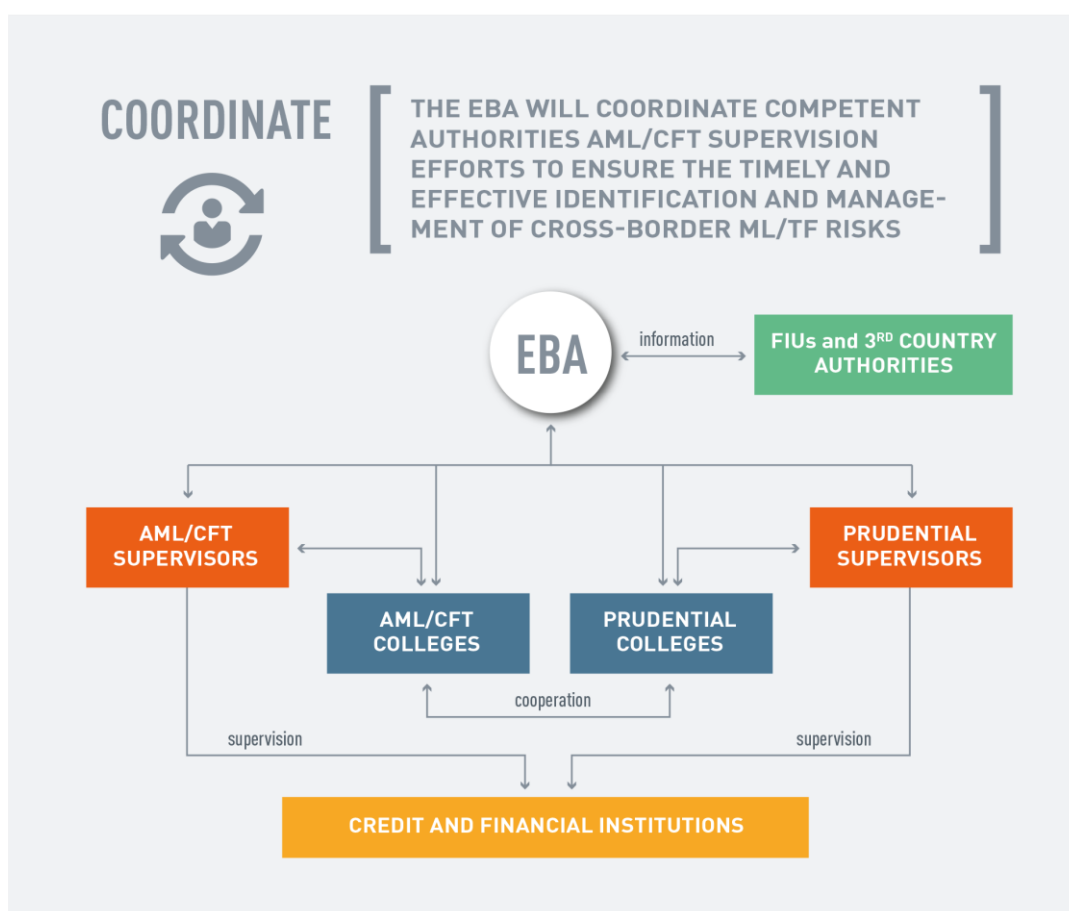 COORDINATE
THE EBA WILL COORDINATE COMPETENT
AUTHORITIES AML/CFT SUPERVISION
EFFORTS TO ENSURE THE TIMELY AND
EFFECTIVE IDENTIFICATION AND MANAGE-
MENT OF CROSS-BORDER ML/TF RISKS
EBA
information
FIUs and 3RD COUNTRY
AUTHORITIES
AML/CFT
SUPERVISORS
PRUDENTIAL
SUPERVISORS
AML/CFT
COLLEGES
PRUDENTIAL
COLLEGES
cooperation
supervision
supervision
CREDIT AND FINANCIAL INSTITUTIONS